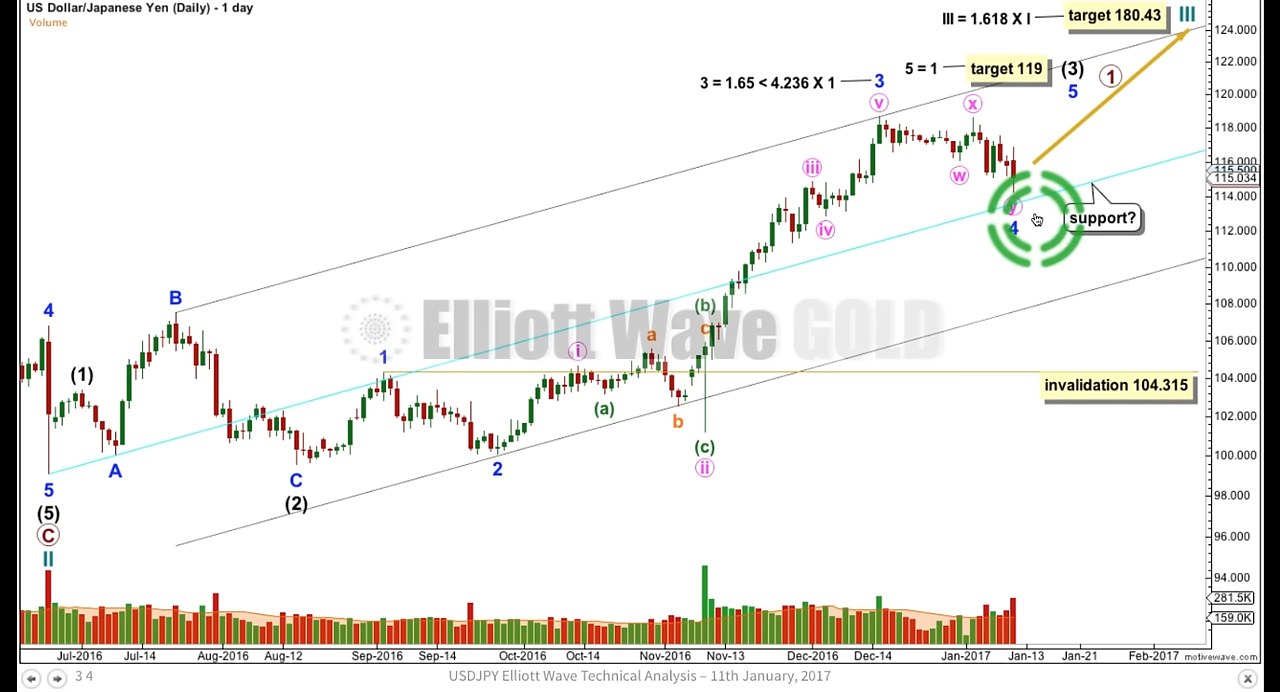 US Dollar/Japanese Yen (Daily) - 1 day
Volume
III = 1.618 X I
target 180.43
III
124.000
5 = 1
target 119
(3)
1
122.000
3 = 1.65 < 4.236 X 1
3
5
120.000
v
x
118.000
iii
w
116.000
115.500
115.034
iv
y
4
support?
114.000
112.000
110.000
B
(b)
108.000
4
Elliott Wave GOLD
c
106.000
1
i
a
(1)
104.000
invalidation 104.315
(a)
b
102.000
A
C
2
(c)
ii
100.000
5
(2)
98.000
(5)
C
96.000
II
94.000
281.5K
159.0K
Jul-2016 Jul-14 Aug-2016 Aug-12 Sep-2016 Sep-14 Oct-2016 Oct-14 Nov-2016 Nov-13 Dec-2016 Dec-14 Jan-2017 Jan-13 Jan-21 Feb-2017 motivewave.com
3 4
USDJPY Elliott Wave Technical Analysis – 11th January, 2017